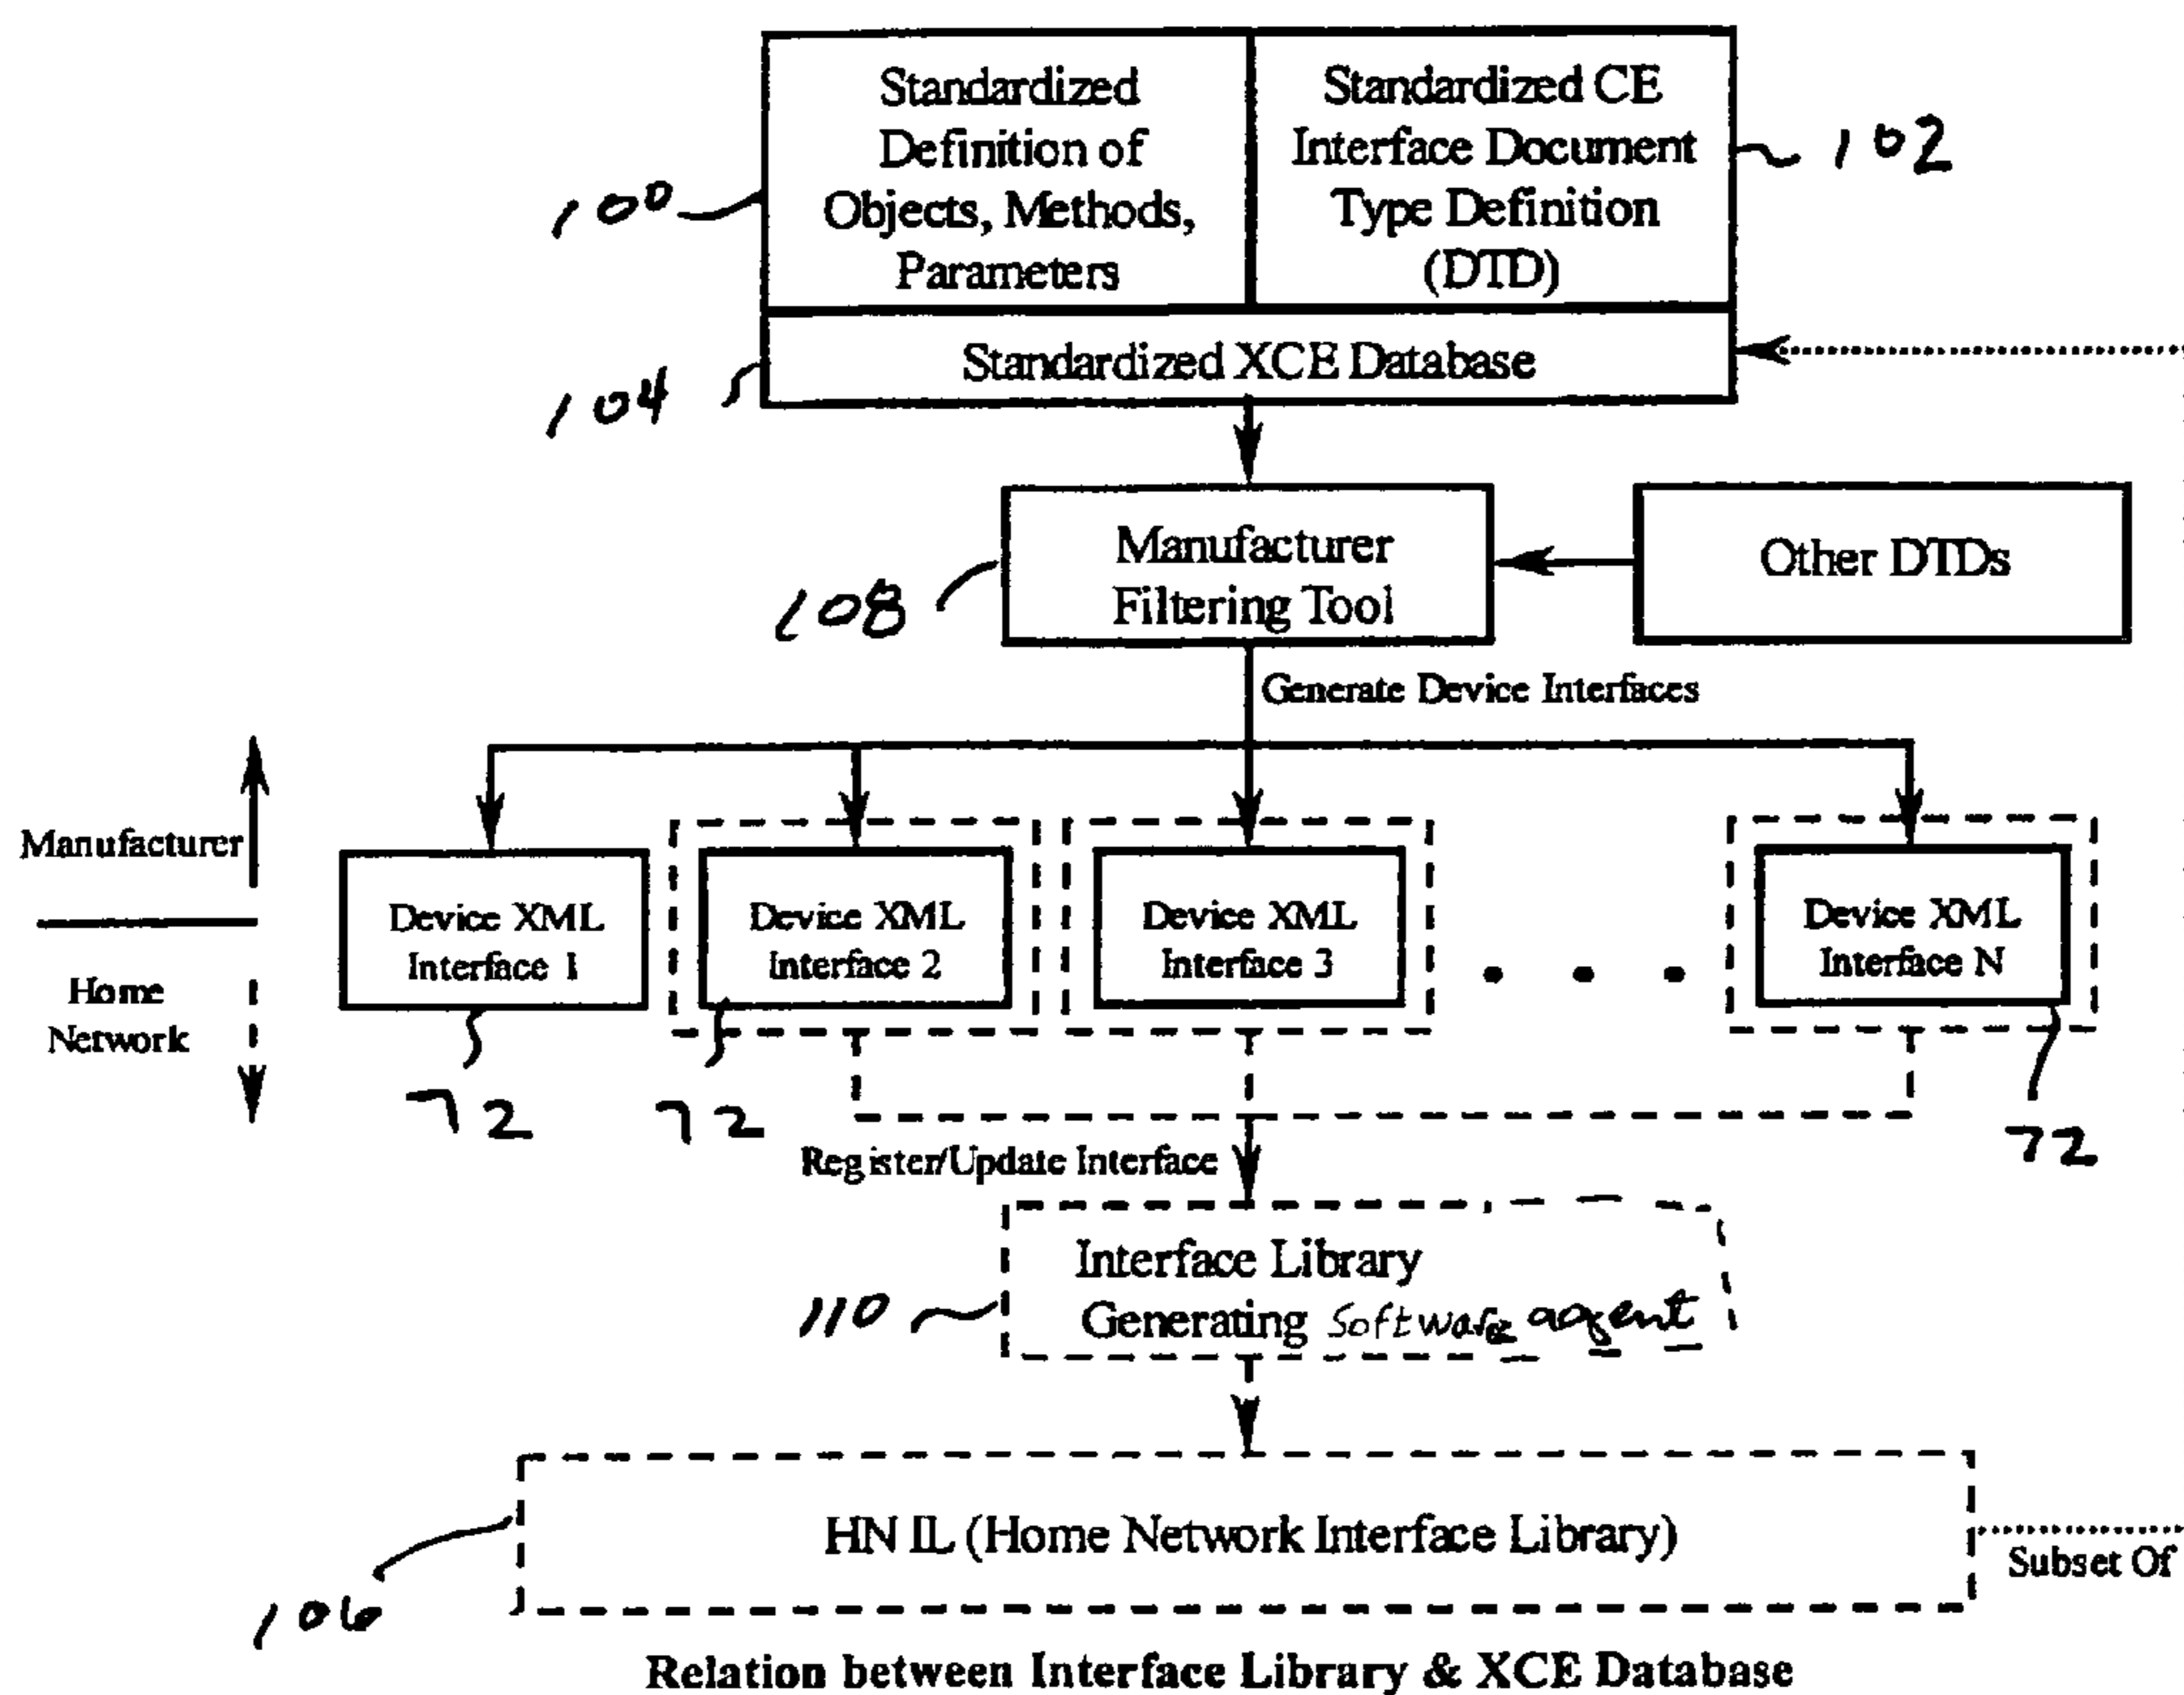 Standardized
Definition of
Objects, Methods,
Parameters
Standardized CE
Interface Document
Type Definition
(DTD)
100
102
Standardized XCE Database
104
Manufacturer
Filtering Tool
Other DTDs
108
Generate Device Interfaces
Manufacturer
Home
Network
Device XML
Interface 1
Device XML
Interface 2
Device XML
Interface 3
. . .
Device XML
Interface N
72
72
72
Register/Update Interface
Interface Library
Generating Software agent
110
HN IL (Home Network Interface Library)
Subset Of
106
Relation between Interface Library & XCE Database